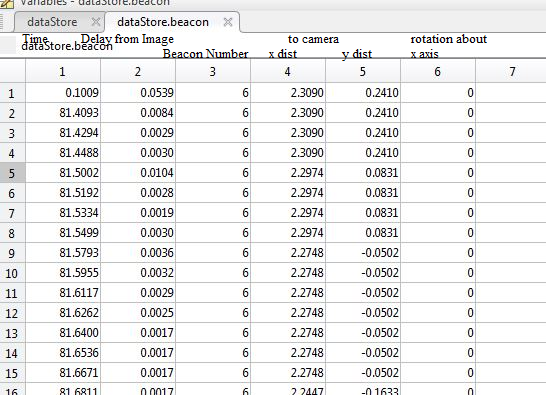 Variables - dataStore.beacon
dataStore dataStore.beacon
Time Delay from Image to camera rotation about
dataStore.beacon Beacon Number x dist y dist x axis
1 2 3 4 5 6 7
1 0.1009 0.0539 6 2.3090 0.2410 0
2 81.4093 0.0084 6 2.3090 0.2410 0
3 81.4294 0.0029 6 2.3090 0.2410 0
4 81.4488 0.0030 6 2.3090 0.2410 0
5 81.5002 0.0104 6 2.2974 0.0831 0
6 81.5192 0.0028 6 2.2974 0.0831 0
7 81.5334 0.0019 6 2.2974 0.0831 0
8 81.5499 0.0030 6 2.2974 0.0831 0
9 81.5793 0.0036 6 2.2748 -0.0502 0
10 81.5955 0.0032 6 2.2748 -0.0502 0
11 81.6117 0.0029 6 2.2748 -0.0502 0
12 81.6262 0.0025 6 2.2748 -0.0502 0
13 81.6400 0.0017 6 2.2748 -0.0502 0
14 81.6536 0.0017 6 2.2748 -0.0502 0
15 81.6671 0.0017 6 2.2748 -0.0502 0
16 81.6811 0.0017 6 2.2447 -0.1633 0